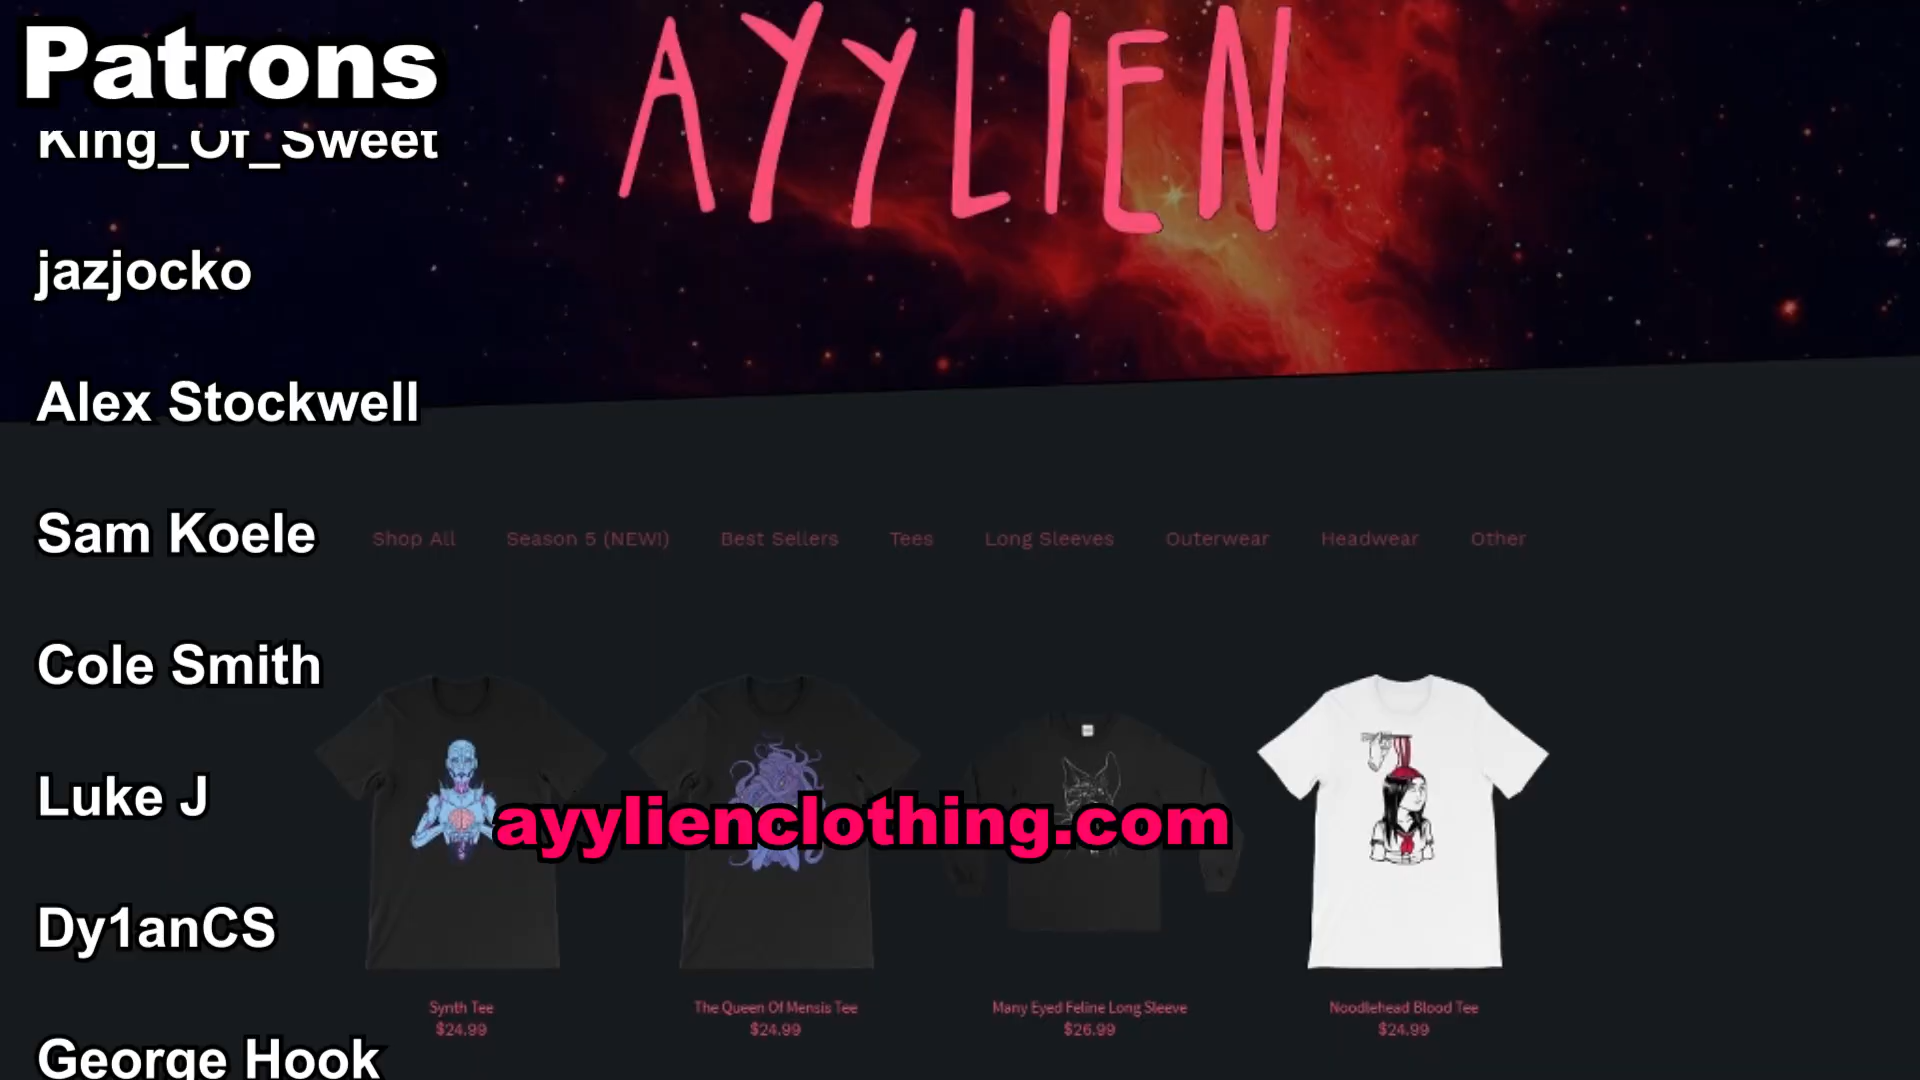 Patrons
AYYLIEN
King_Of_Sweet
jazjocko
Alex Stockwell
Sam Koele
Shop All Season 5 (NEW!) Best Sellers Tees Long Sleeves Outerwear Headwear Other
Cole Smith
Luke J
ayylienclothing.com
Dy1anCS
Synth Tee
$24.99
The Queen Of Mensis Tee
$24.99
Many Eyed Feline Long Sleeve
$26.99
Noodlehead Blood Tee
$24.99
George Hook